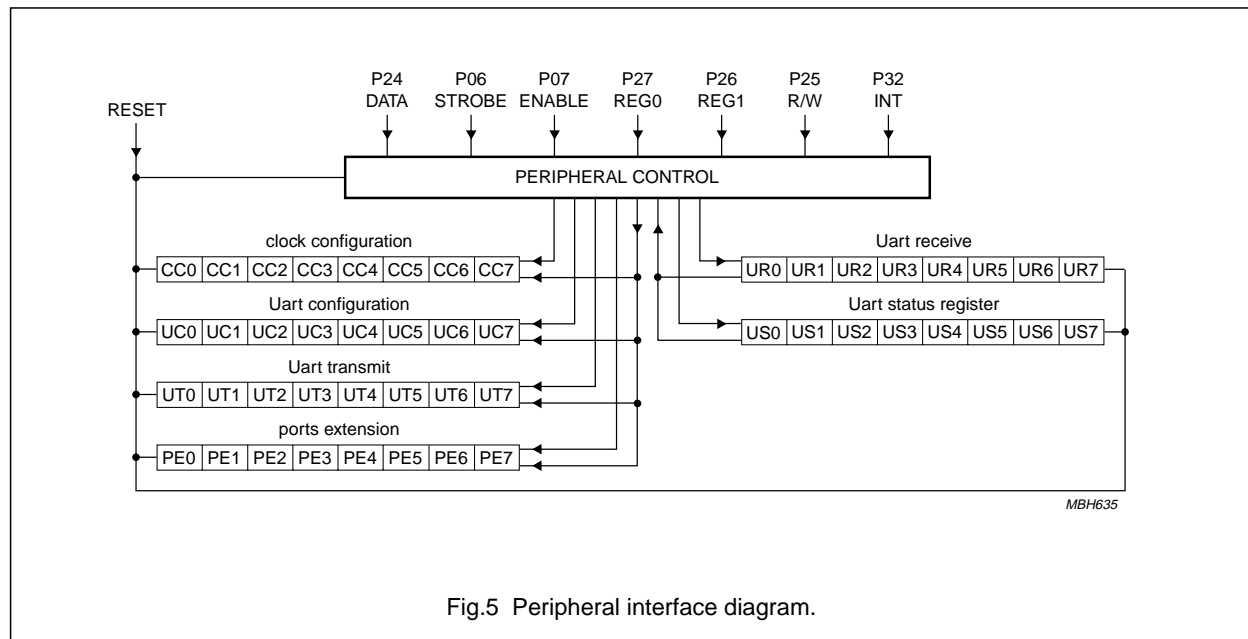 P24 P06 P07 P27 P26 P25 P32
DATA STROBE ENABLE REG0 REG1 R/W INT
RESET
PERIPHERAL CONTROL
clock configuration
CC0 CC1 CC2 CC3 CC4 CC5 CC6 CC7
Uart receive
UR0 UR1 UR2 UR3 UR4 UR5 UR6 UR7
Uart configuration
UC0 UC1 UC2 UC3 UC4 UC5 UC6 UC7
Uart status register
US0 US1 US2 US3 US4 US5 US6 US7
Uart transmit
UT0 UT1 UT2 UT3 UT4 UT5 UT6 UT7
ports extension
PE0 PE1 PE2 PE3 PE4 PE5 PE6 PE7
MBH635
Fig.5 Peripheral interface diagram.